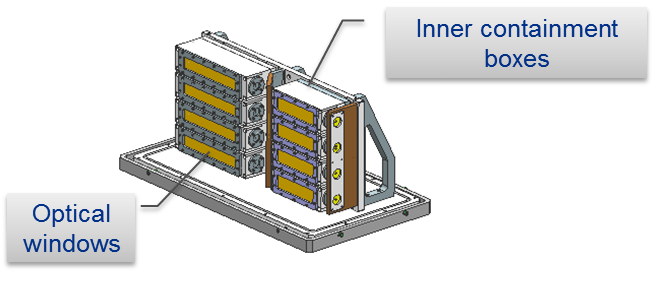 Inner containment
boxes
Optical
windows